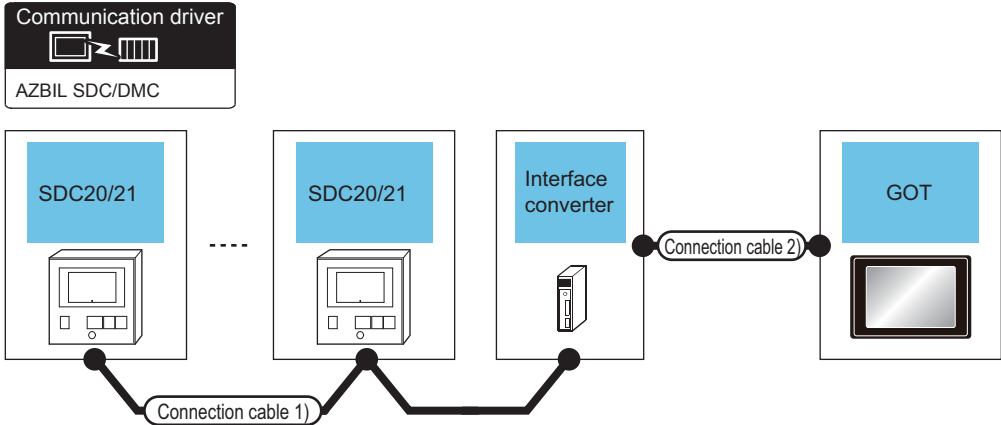 Communication driver
AZBIL SDC/DMC
SDC20/21
SDC20/21
Interface
converter
GOT
Connection cable 2)
Connection cable 1)